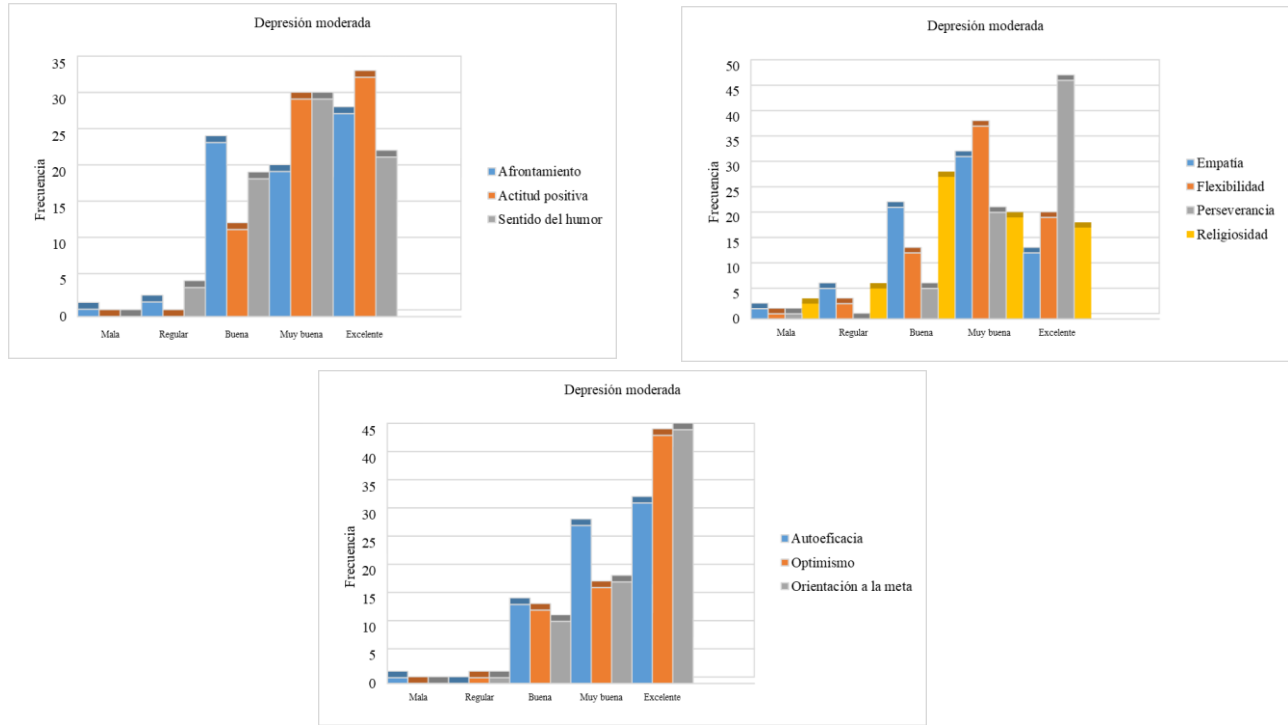 Depresión moderada
35
30
25
20
15
10
5
0
Frecuencia
Mala Regular Buena Muy buena Excelente
Afrontamiento
Actitud positiva
Sentido del humor
Depresión moderada
50
45
40
35
30
25
20
15
10
5
0
Frecuencia
Mala Regular Buena Muy buena Excelente
Empatía
Flexibilidad
Perseverancia
Religiosidad
Depresión moderada
45
40
35
30
25
20
15
10
5
0
Frecuencia
Mala Regular Buena Muy buena Excelente
Autoeficacia
Optimismo
Orientación a la meta